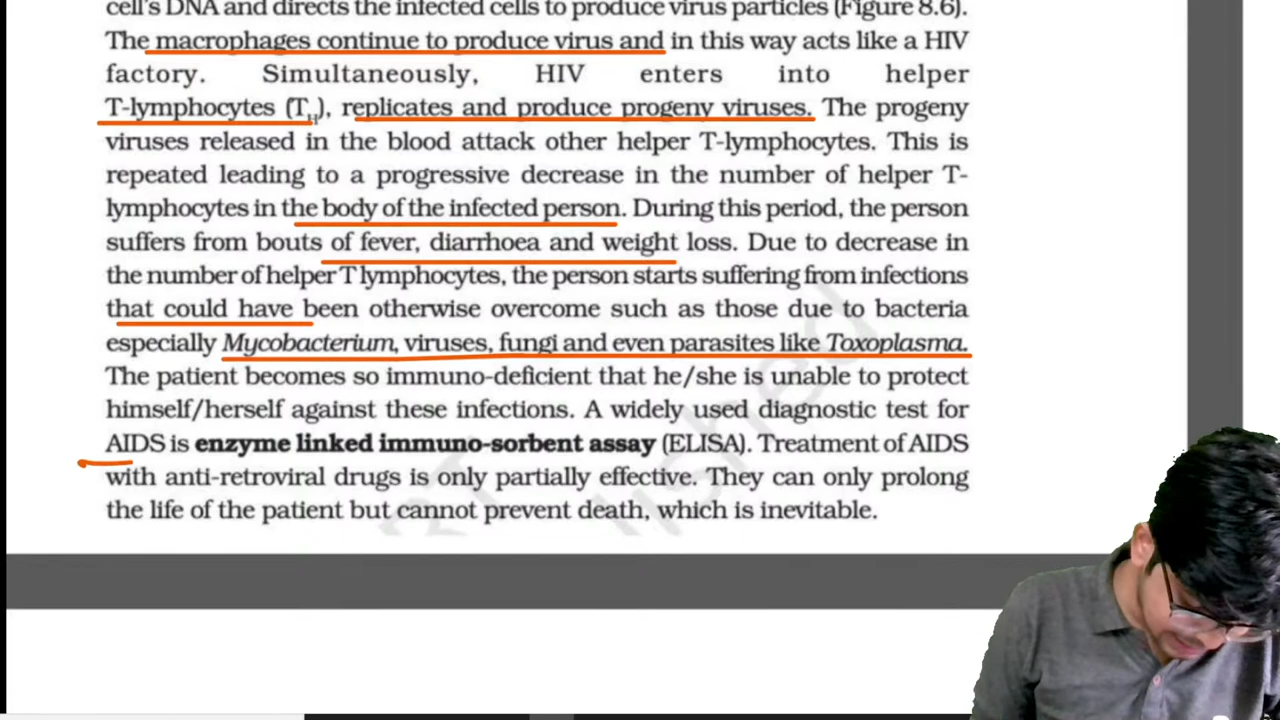 cell's DNA and directs the infected cells to produce virus particles (Figure 8.6).
The macrophages continue to produce virus and in this way acts like a HIV
factory. Simultaneously, HIV enters into helper
T-lymphocytes (TH), replicates and produce progeny viruses. The progeny
viruses released in the blood attack other helper T-lymphocytes. This is
repeated leading to a progressive decrease in the number of helper T-
lymphocytes in the body of the infected person. During this period, the person
suffers from bouts of fever, diarrhoea and weight loss. Due to decrease in
the number of helper T lymphocytes, the person starts suffering from infections
that could have been otherwise overcome such as those due to bacteria
especially Mycobacterium, viruses, fungi and even parasites like Toxoplasma.
The patient becomes so immuno-deficient that he/she is unable to protect
himself/herself against these infections. A widely used diagnostic test for
AIDS is enzyme linked immuno-sorbent assay (ELISA). Treatment of AIDS
with anti-retroviral drugs is only partially effective. They can only prolong
the life of the patient but cannot prevent death, which is inevitable.